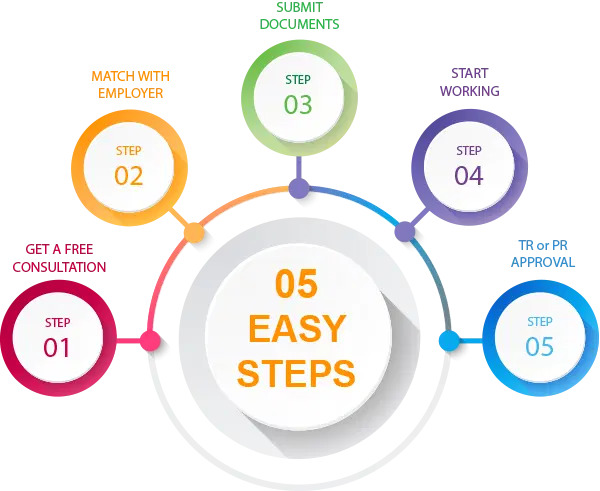 GET A FREE
CONSULTATION
STEP
01
MATCH WITH
EMPLOYER
STEP
02
SUBMIT
DOCUMENTS
STEP
03
START
WORKING
STEP
04
TR or PR
APPROVAL
STEP
05
05
EASY
STEPS